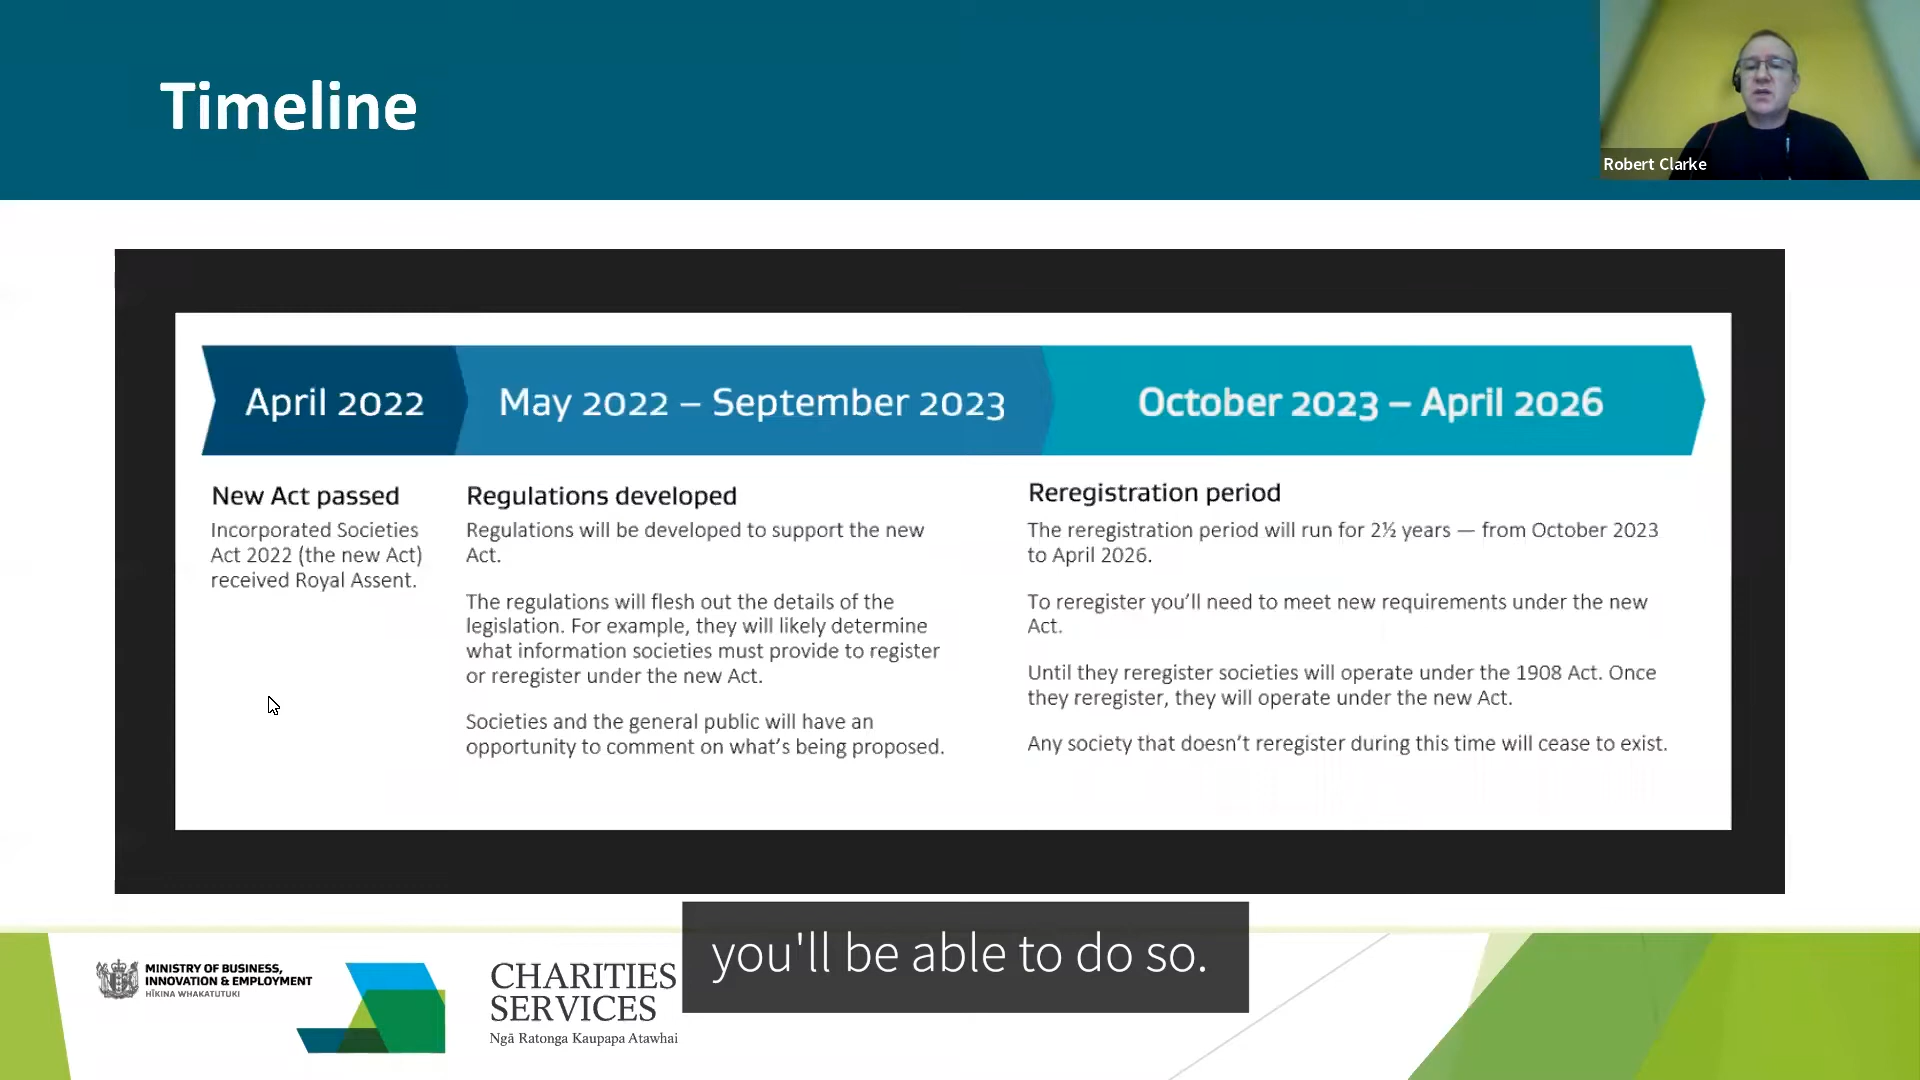 Timeline
Robert Clarke
April 2022
May 2022 – September 2023
October 2023 – April 2026
New Act passed
Incorporated Societies
Act 2022 (the new Act)
received Royal Assent.
Regulations developed
Regulations will be developed to support the new
Act.
The regulations will flesh out the details of the
legislation. For example, they will likely determine
what information societies must provide to register
or reregister under the new Act.
Societies and the general public will have an
opportunity to comment on what's being proposed.
Reregistration period
The reregistration period will run for 2½ years — from October 2023
to April 2026.
To reregister you'll need to meet new requirements under the new
Act.
Until they reregister societies will operate under the 1908 Act. Once
they reregister, they will operate under the new Act.
Any society that doesn't reregister during this time will cease to exist.
you'll be able to do so.
MINISTRY OF BUSINESS,
INNOVATION & EMPLOYMENT
HĪKINA WHAKATUTUKI
CHARITIES
SERVICES
Ngā Ratonga Kaupapa Atawhai